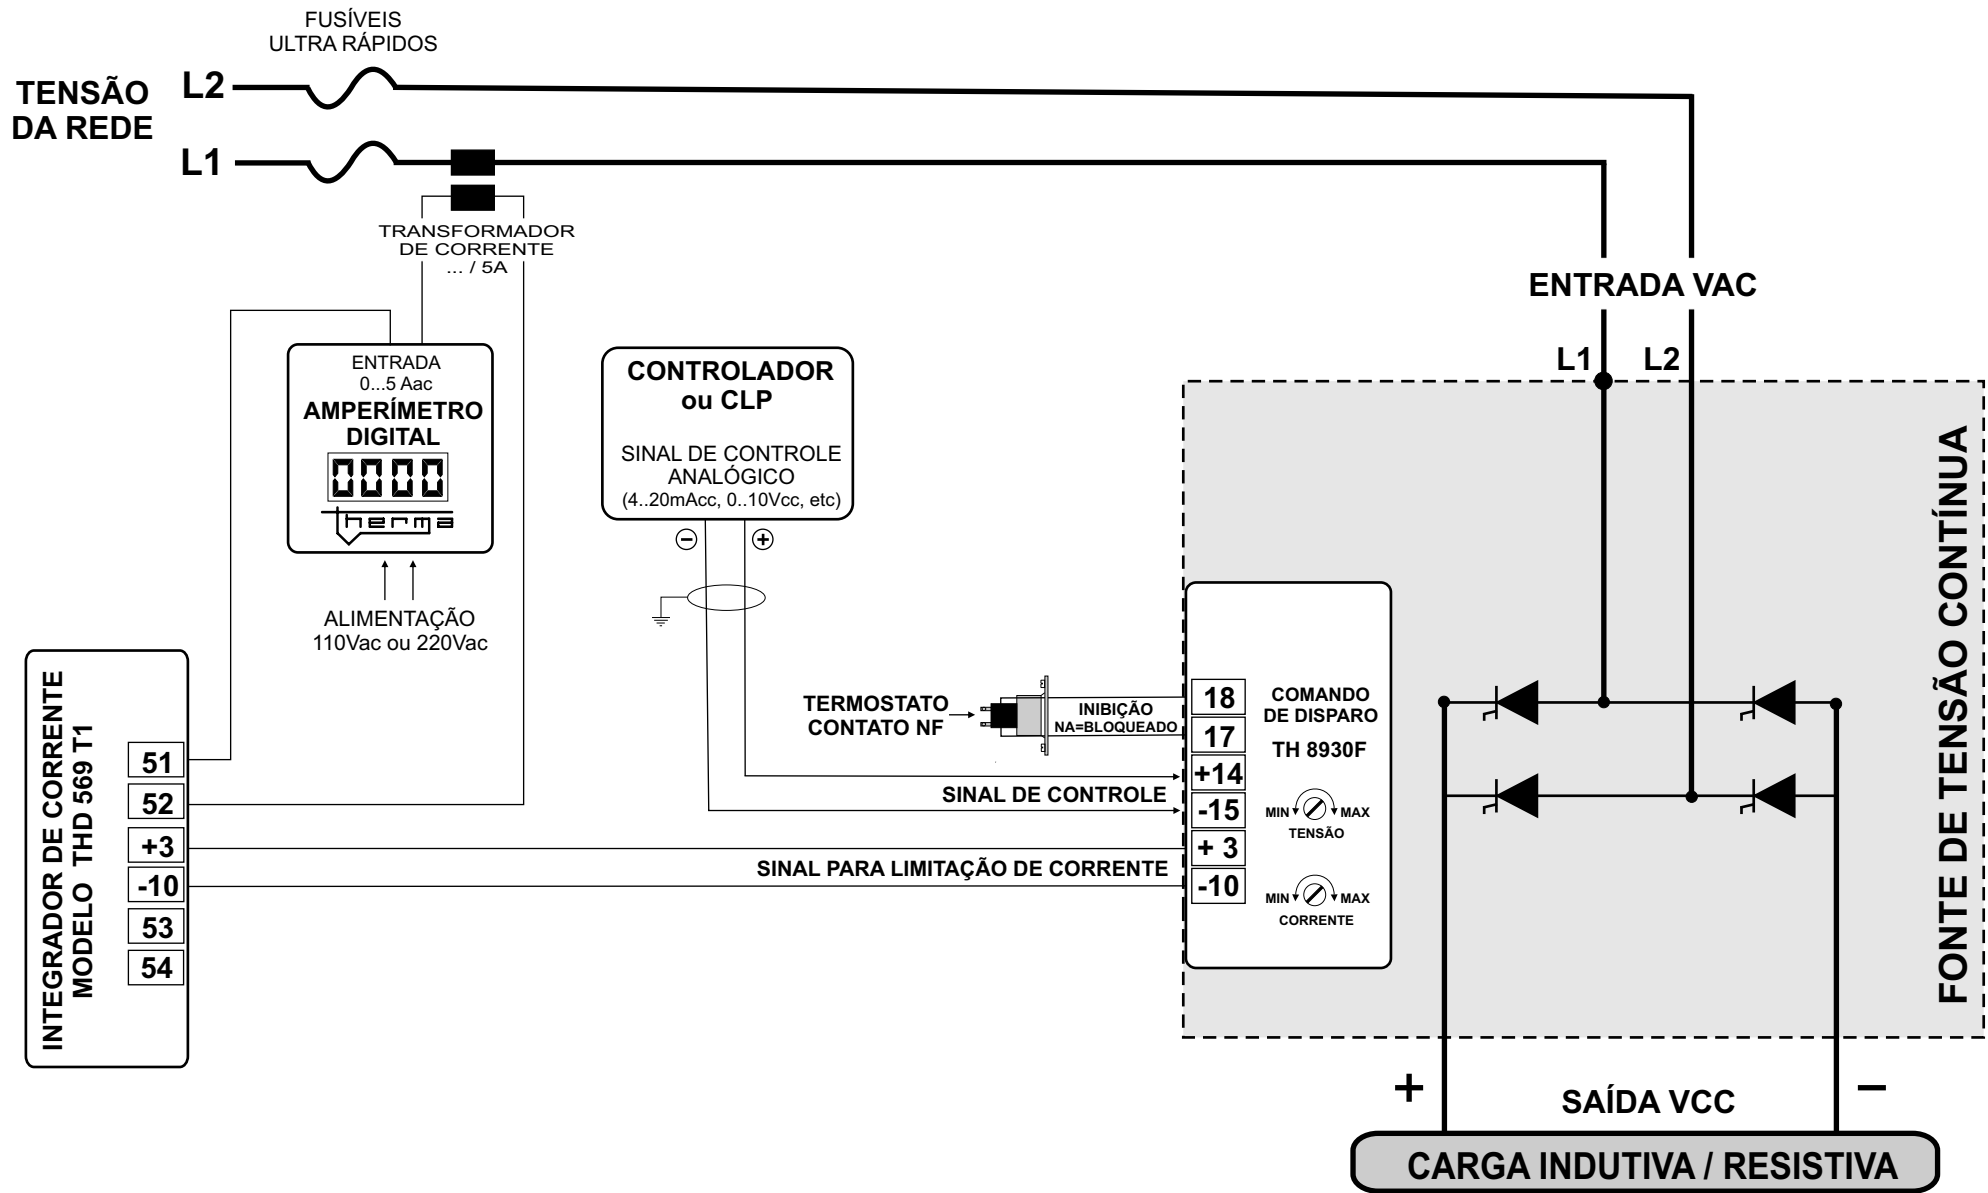 FUSÍVEIS
ULTRA RÁPIDOS
TENSÃO
DA REDE
L2
L1
TRANSFORMADOR
DE CORRENTE
... / 5A
ENTRADA VAC
L1
L2
ENTRADA
0...5 Aac
AMPERÍMETRO
DIGITAL
0000
therma
ALIMENTAÇÃO
110Vac ou 220Vac
CONTROLADOR
ou CLP
SINAL DE CONTROLE
ANALÓGICO
(4..20mAcc, 0..10Vcc, etc)
− +
INTEGRADOR DE CORRENTE
MODELO THD 569 T1
51
52
+3
-10
53
54
TERMOSTATO
CONTATO NF
INIBIÇÃO
NA=BLOQUEADO
SINAL DE CONTROLE
SINAL PARA LIMITAÇÃO DE CORRENTE
18
17
+14
-15
+ 3
-10
COMANDO
DE DISPARO
TH 8930F
MIN MAX
TENSÃO
MIN MAX
CORRENTE
FONTE DE TENSÃO CONTÍNUA
+ −
SAÍDA VCC
CARGA INDUTIVA / RESISTIVA